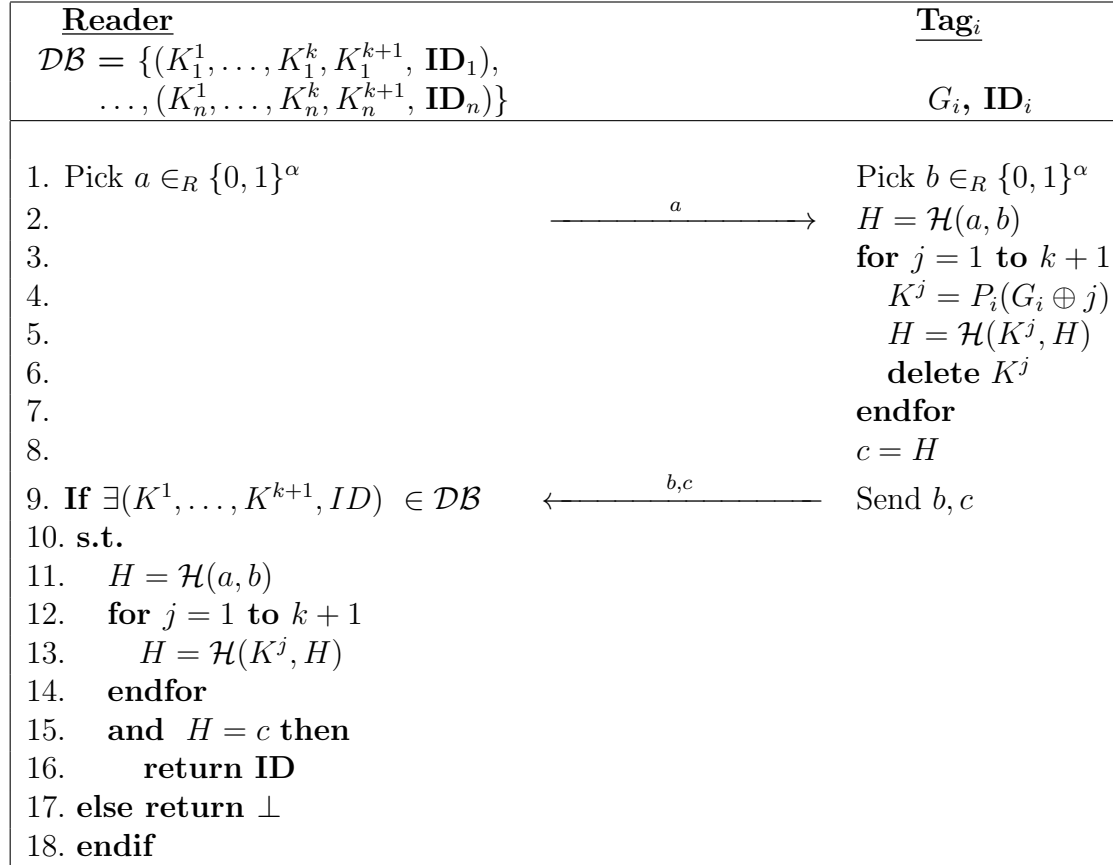 Reader Tag_i
𝒟ℬ = {(K_1^1, …, K_1^k, K_1^{k+1}, ID_1),
…, (K_n^1, …, K_n^k, K_n^{k+1}, ID_n)} G_i, ID_i
1. Pick a ∈_R {0, 1}^α Pick b ∈_R {0, 1}^α
2. a H = ℋ(a, b)
3. for j = 1 to k + 1
4. K^j = P_i(G_i ⊕ j)
5. H = ℋ(K^j, H)
6. delete K^j
7. endfor
8. c = H
9. If ∃(K^1, …, K^{k+1}, ID) ∈ 𝒟ℬ b,c Send b, c
10. s.t.
11. H = ℋ(a, b)
12. for j = 1 to k + 1
13. H = ℋ(K^j, H)
14. endfor
15. and H = c then
16. return ID
17. else return ⊥
18. endif